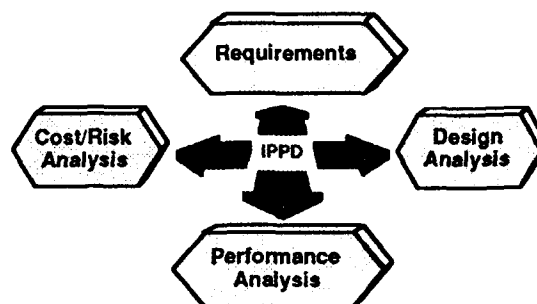 Requirements
Cost/Risk
Analysis
IPPD
Design
Analysis
Performance
Analysis